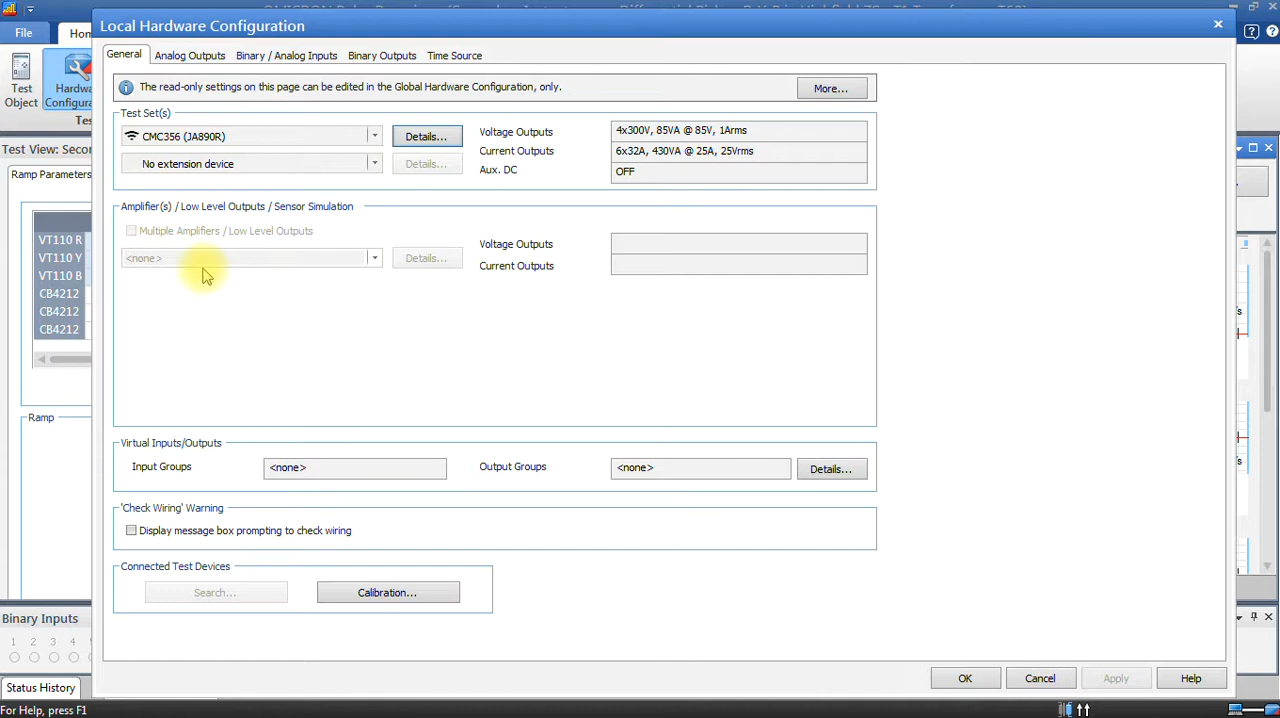 Local Hardware Configuration
File
Hom
Test
Object
Hardw
Configura
Te
General
Analog Outputs
Binary / Analog Inputs
Binary Outputs
Time Source
The read-only settings on this page can be edited in the Global Hardware Configuration, only.
More...
Test Set(s)
CMC356 (JA890R)
Details...
Voltage Outputs
4x300V, 85VA @ 85V, 1Arms
Current Outputs
6x32A, 430VA @ 25A, 25Vrms
No extension device
Details...
Aux. DC
OFF
Test View: Seco
Ramp Parameters
VT110 R
VT110 Y
VT110 B
CB4212
CB4212
CB4212
Ramp
Amplifier(s) / Low Level Outputs / Sensor Simulation
Multiple Amplifiers / Low Level Outputs
<none>
Details...
Voltage Outputs
Current Outputs
Virtual Inputs/Outputs
Input Groups
<none>
Output Groups
<none>
Details...
'Check Wiring' Warning
Display message box prompting to check wiring
Connected Test Devices
Search...
Calibration...
Binary Inputs
1 2 3 4
OK
Cancel
Apply
Help
Status History
For Help, press F1